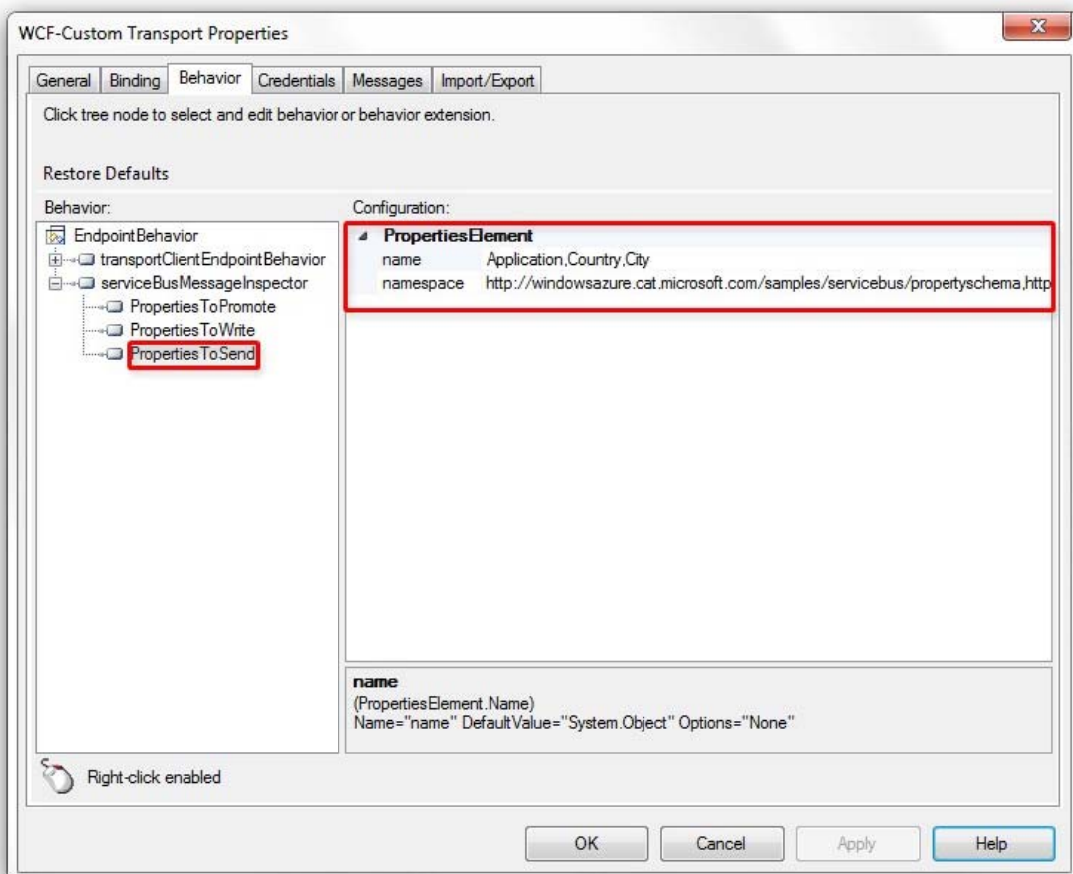 WCF-Custom Transport Properties
General Binding Behavior Credentials Messages Import/Export
Click tree node to select and edit behavior or behavior extension.
Restore Defaults
Behavior:
EndpointBehavior
transportClientEndpointBehavior
serviceBusMessageInspector
PropertiesToPromote
PropertiesToWrite
PropertiesToSend
Configuration:
PropertiesElement
name Application,Country,City
namespace http://windowsazure.cat.microsoft.com/samples/servicebus/propertyschema,http
name
(PropertiesElement.Name)
Name="name" DefaultValue="System.Object" Options="None"
Right-click enabled
OK Cancel Apply Help